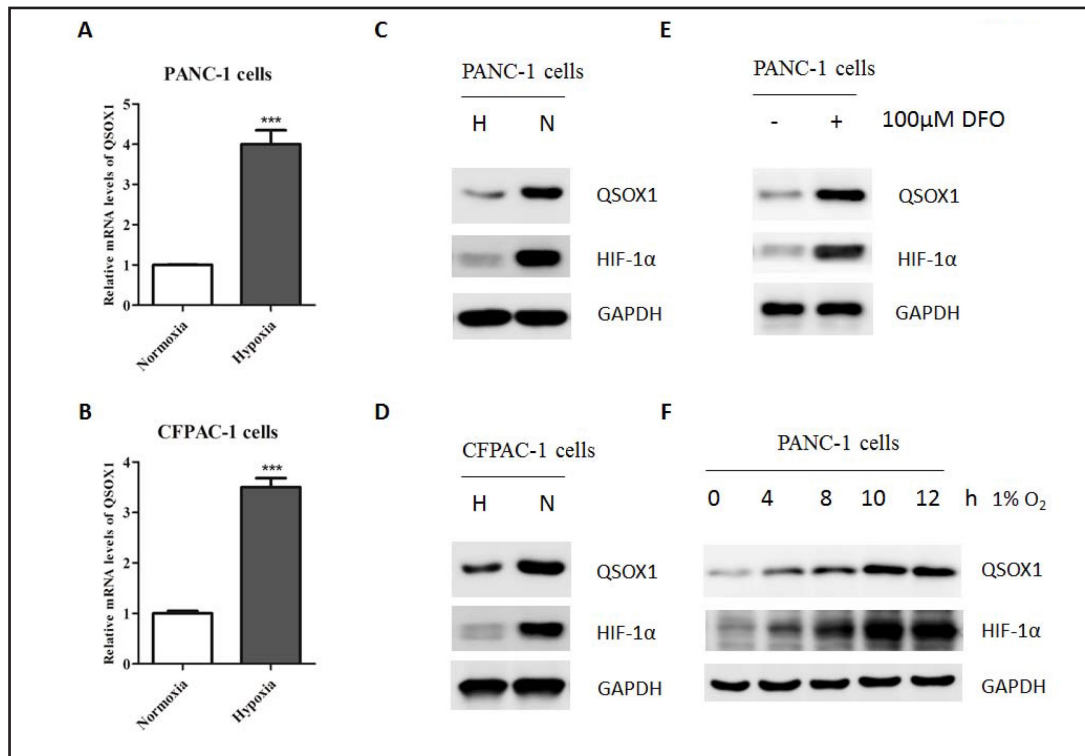 A
PANC-1 cells
Relative mRNA levels of QSOX1
5
4
3
2
1
0
Normoxia
Hypoxia
***
B
CFPAC-1 cells
Relative mRNA levels of QSOX1
4
3
2
1
0
Normoxia
Hypoxia
***
C
PANC-1 cells
H N
QSOX1
HIF-1α
GAPDH
D
CFPAC-1 cells
H N
QSOX1
HIF-1α
GAPDH
E
PANC-1 cells
- + 100μM DFO
QSOX1
HIF-1α
GAPDH
F
PANC-1 cells
0 4 8 10 12 h 1% O₂
QSOX1
HIF-1α
GAPDH